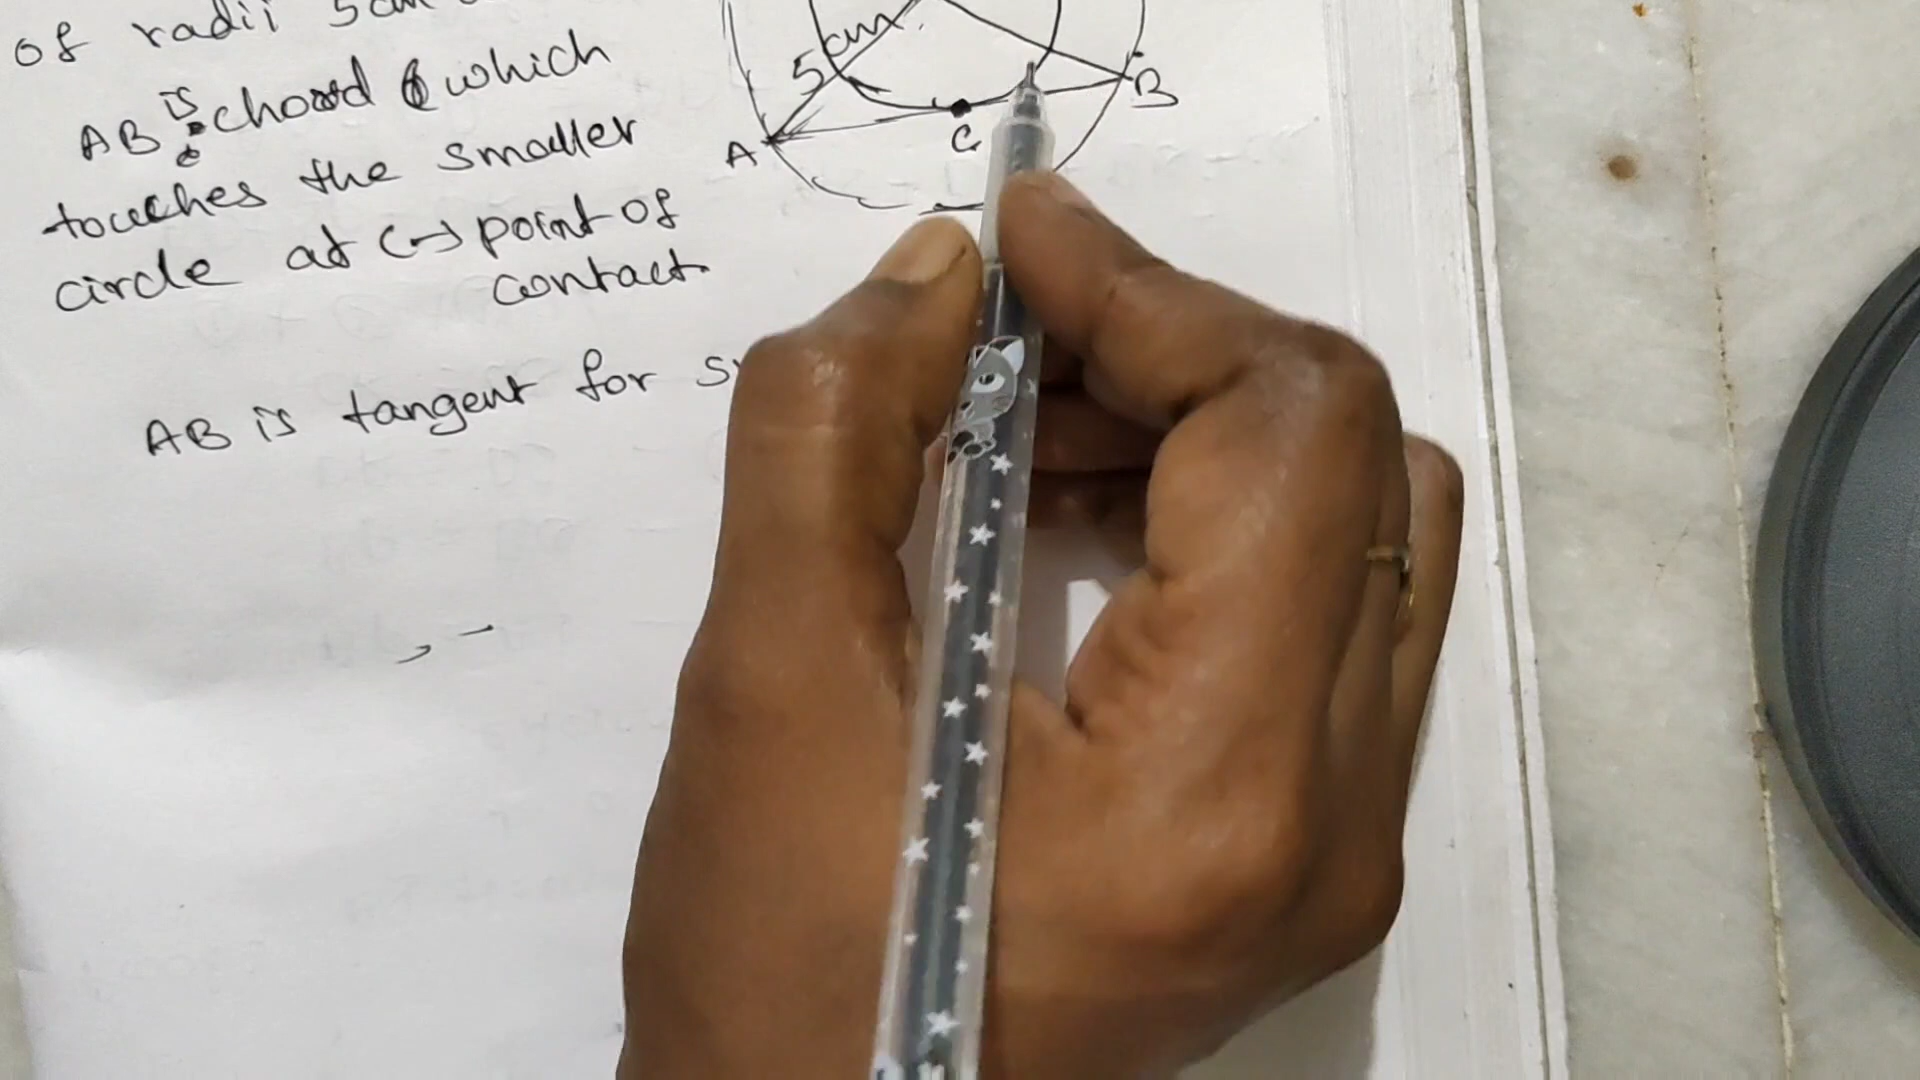 of radii 5cm
AB is chord which
touches the smaller
circle at C → point of
contact
AB is tangent for
5cm
A
B
C